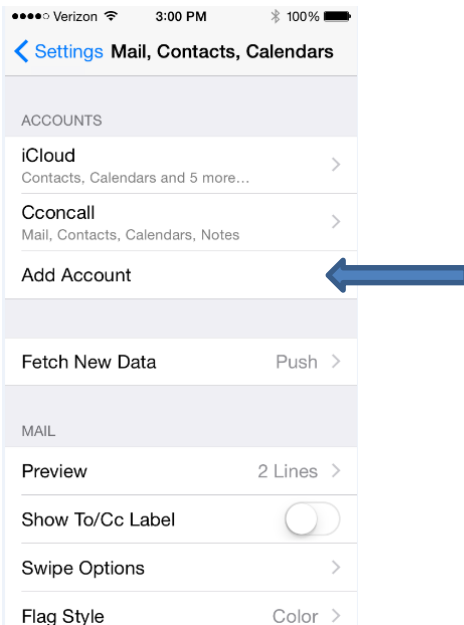 Verizon 3:00 PM 100%
Settings Mail, Contacts, Calendars
ACCOUNTS
iCloud
Contacts, Calendars and 5 more...
Cconcall
Mail, Contacts, Calendars, Notes
Add Account
Fetch New Data Push
MAIL
Preview 2 Lines
Show To/Cc Label
Swipe Options
Flag Style Color